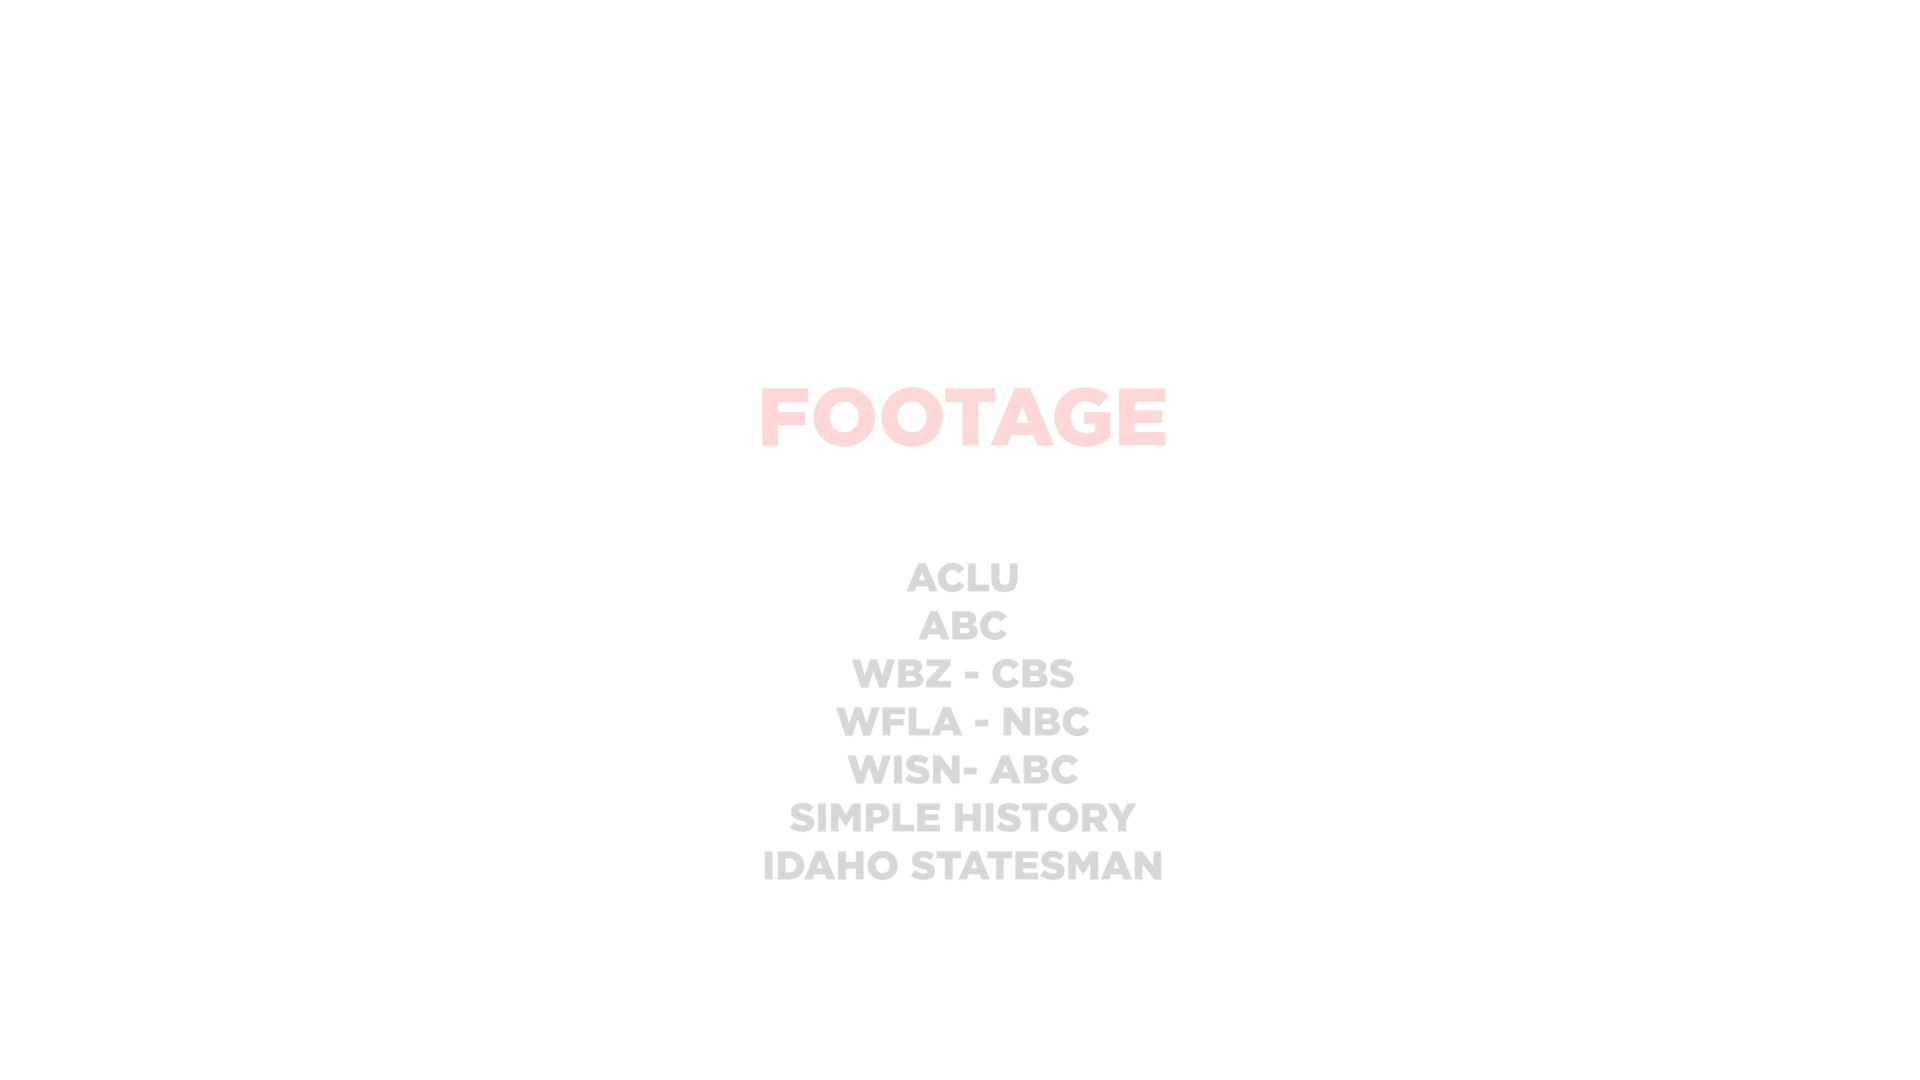 FOOTAGE
ACLU
ABC
WBZ - CBS
WFLA - NBC
WISN- ABC
SIMPLE HISTORY
IDAHO STATESMAN